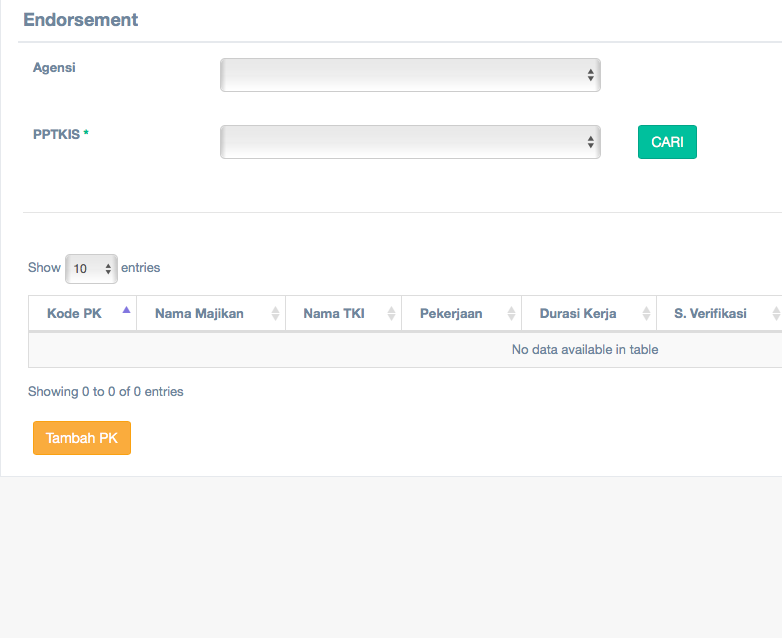 Endorsement
Agensi
PPTKIS *
CARI
Show 10 entries
Kode PK Nama Majikan Nama TKI Pekerjaan Durasi Kerja S. Verifikasi
No data available in table
Showing 0 to 0 of 0 entries
Tambah PK